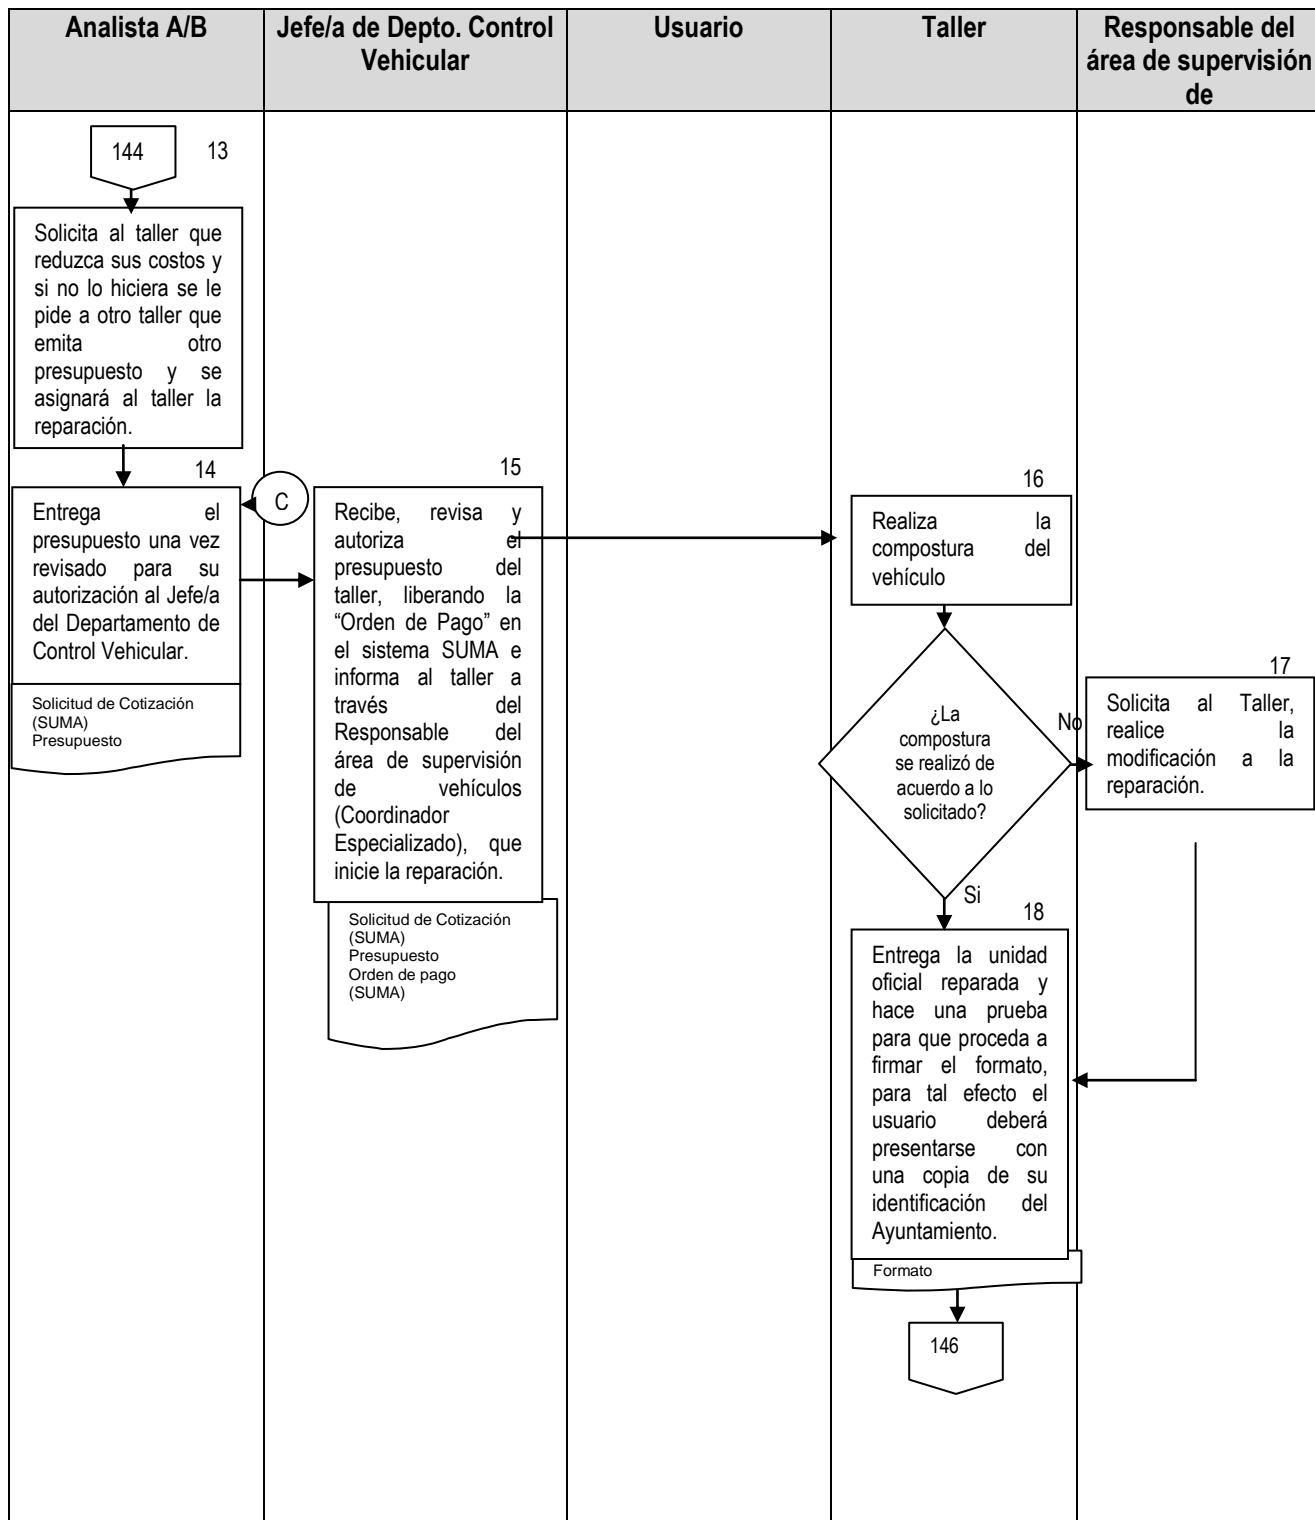 Analista A/B
Jefe/a de Depto. Control
Vehicular
Usuario
Taller
Responsable del
área de supervisión
de
144
13
Solicita al taller que
reduzca sus costos y
si no lo hiciera se le
pide a otro taller que
emita otro
presupuesto y se
asignará al taller la
reparación.
14
Entrega el
presupuesto una vez
revisado para su
autorización al Jefe/a
del Departamento de
Control Vehicular.
Solicitud de Cotización
(SUMA)
Presupuesto
C
15
Recibe, revisa y
autoriza el
presupuesto del
taller, liberando la
“Orden de Pago” en
el sistema SUMA e
informa al taller a
través del
Responsable del
área de supervisión
de vehículos
(Coordinador
Especializado), que
inicie la reparación.
Solicitud de Cotización
(SUMA)
Presupuesto
Orden de pago
(SUMA)
16
Realiza la
compostura del
vehículo
¿La
compostura
se realizó de
acuerdo a lo
solicitado?
No
17
Solicita al Taller,
realice la
modificación a la
reparación.
Si
18
Entrega la unidad
oficial reparada y
hace una prueba
para que proceda a
firmar el formato,
para tal efecto el
usuario deberá
presentarse con
una copia de su
identificación del
Ayuntamiento.
Formato
146